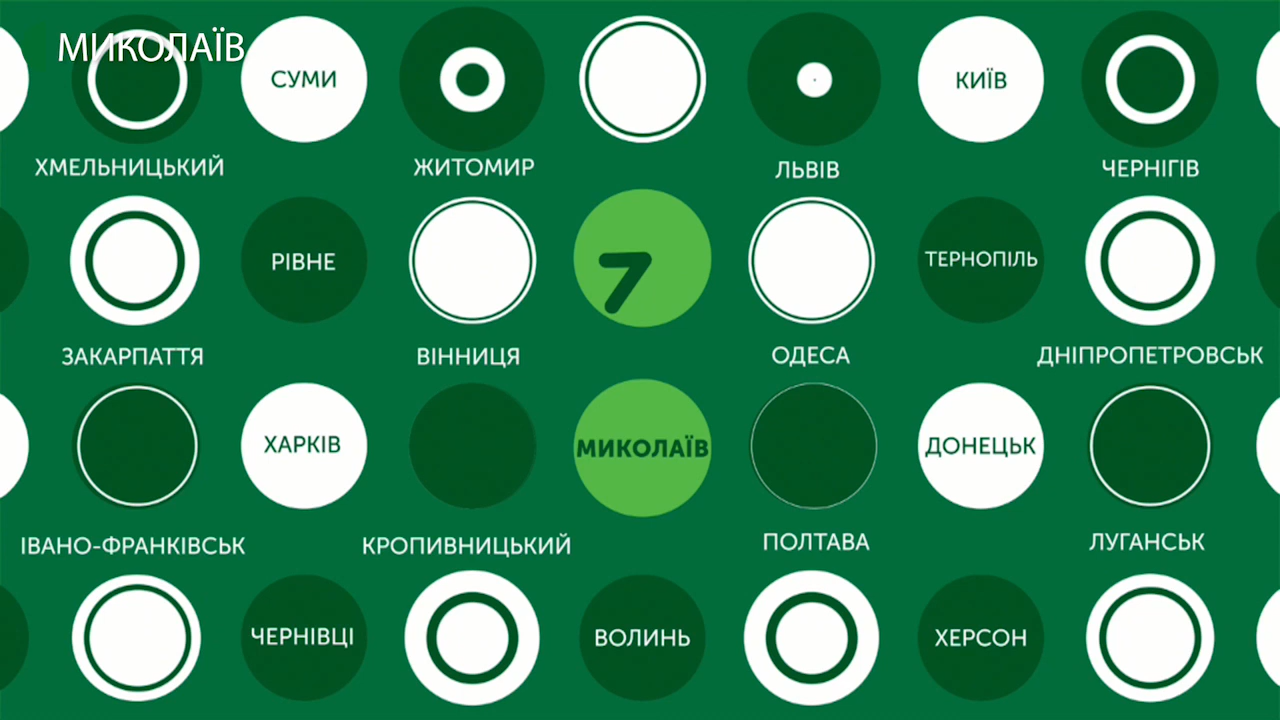 МИКОЛАЇВ
СУМИ
КИЇВ
ХМЕЛЬНИЦЬКИЙ
ЖИТОМИР
ЛЬВІВ
ЧЕРНІГІВ
РІВНЕ
7
ТЕРНОПІЛЬ
ЗАКАРПАТТЯ
ВІННИЦЯ
ОДЕСА
ДНІПРОПЕТРОВСЬК
ХАРКІВ
МИКОЛАЇВ
ДОНЕЦЬК
ІВАНО-ФРАНКІВСЬК
КРОПИВНИЦЬКИЙ
ПОЛТАВА
ЛУГАНСЬК
ЧЕРНІВЦІ
ВОЛИНЬ
ХЕРСОН